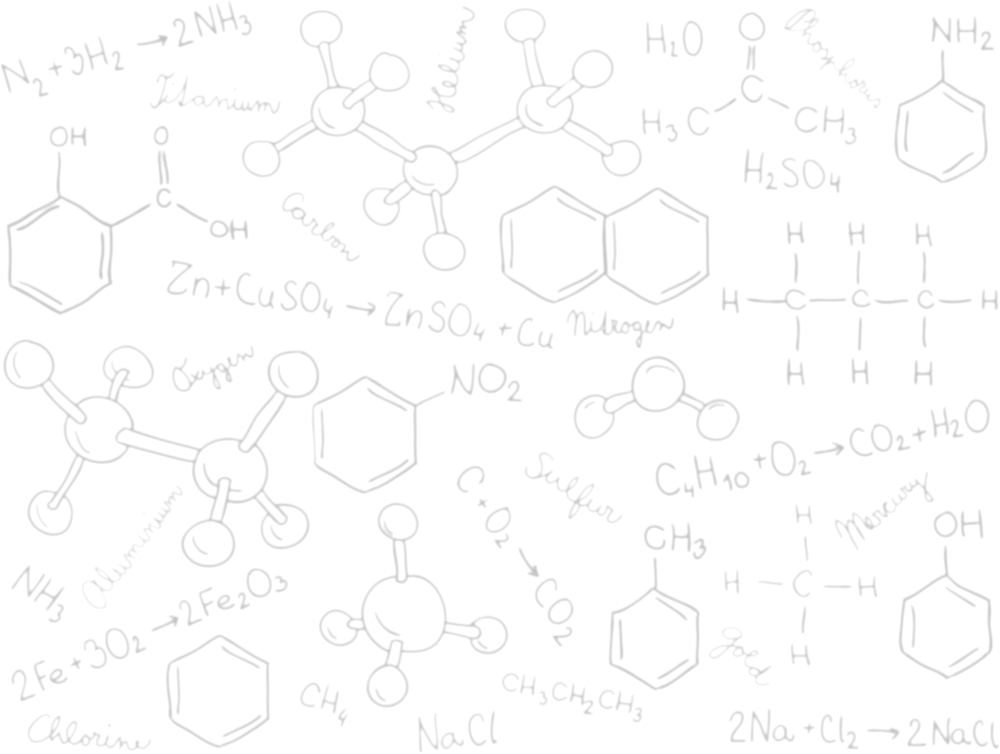 N2 + 3H2 → 2NH3
Titanium
Helium
H2O
Phosphorus
O
C
H3C CH3
NH2
H2SO4
OH
O
C
OH
Carbon
Zn + CuSO4 → ZnSO4 + Cu
Nitrogen
H H H
H C C C H
H H H
Oxygen
NO2
C4H10 + O2 → CO2 + H2O
Sulfur
Mercury
C + O2 → CO2
Aluminium
NH3
CH3
H
H C H
H
OH
2Fe + 3O2 → 2Fe2O3
CH4
CH3CH2CH3
Chlorine
NaCl
2Na + Cl2 → 2NaCl